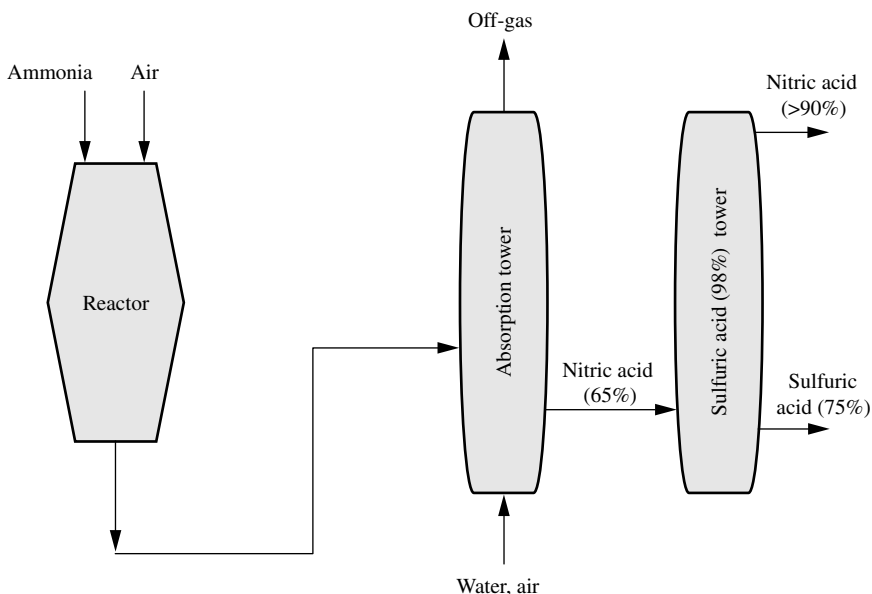 Off-gas
Ammonia
Air
Nitric acid
(>90%)
Reactor
Absorption tower
Sulfuric acid (98%) tower
Nitric acid
(65%)
Sulfuric
acid (75%)
Water, air